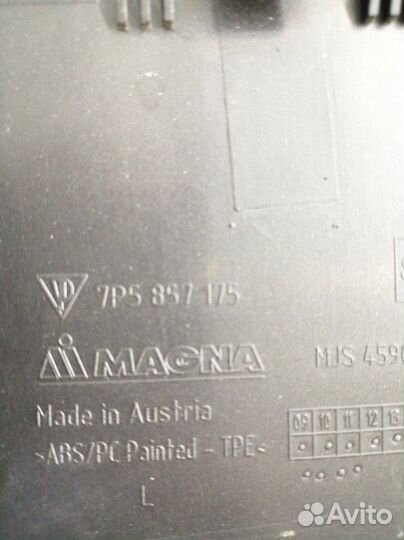 7P5 857 175
MAGNA
MJS 459
Made in Austria
09 10 11 12 13
>ABS/PC Painted - TPE<
L
Avito